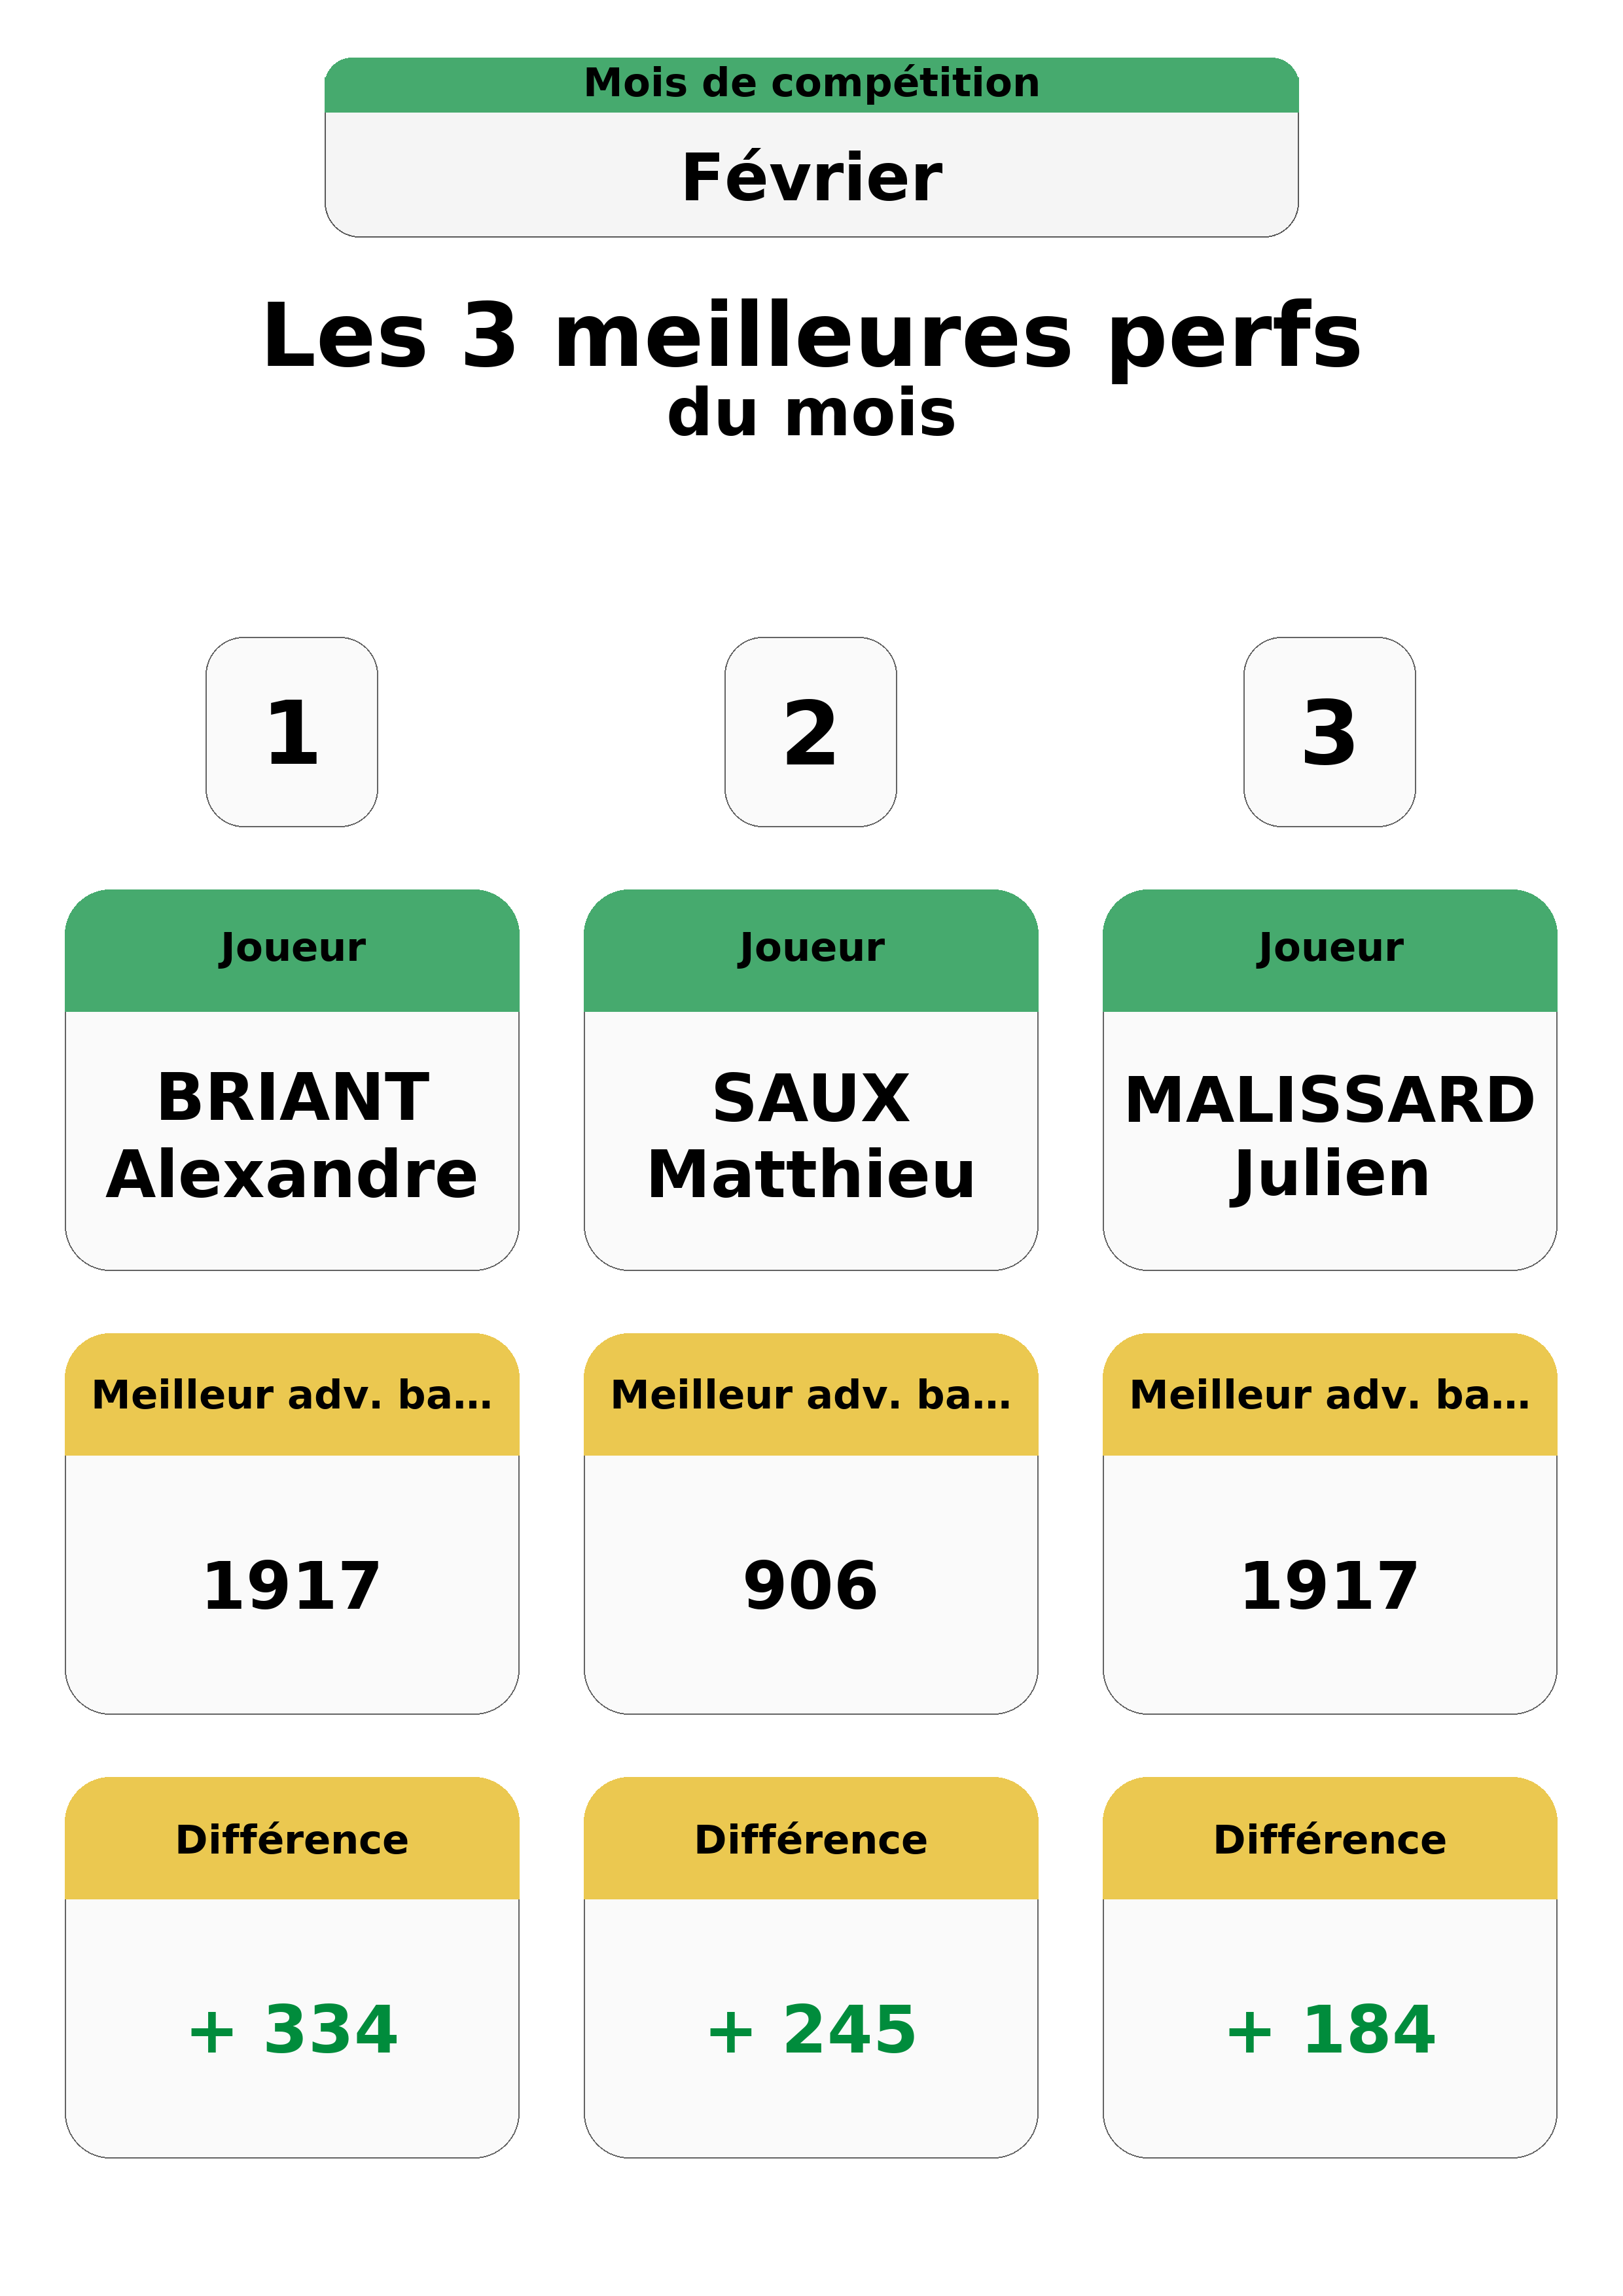 Mois de compétition
Février
Les 3 meilleures perfs
du mois
1
2
3
Joueur
Joueur
Joueur
BRIANT
Alexandre
SAUX
Matthieu
MALISSARD
Julien
Meilleur adv. ba…
Meilleur adv. ba…
Meilleur adv. ba…
1917
906
1917
Différence
Différence
Différence
+ 334
+ 245
+ 184